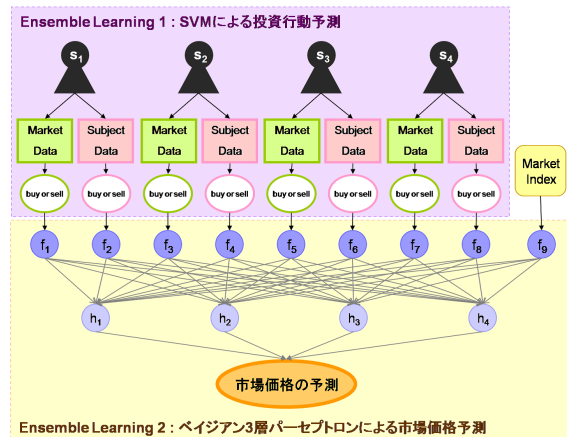 Ensemble Learning 1 : SVMによる投資行動予測
S1 S2 S3 S4
Market Data Subject Data Market Data Subject Data Market Data Subject Data Market Data Subject Data
Market Index
buy or sell buy or sell buy or sell buy or sell buy or sell buy or sell buy or sell buy or sell
f1 f2 f3 f4 f5 f6 f7 f8 f9
h1 h2 h3 h4
市場価格の予測
Ensemble Learning 2 : ベイジアン3層パーセプトロンによる市場価格予測